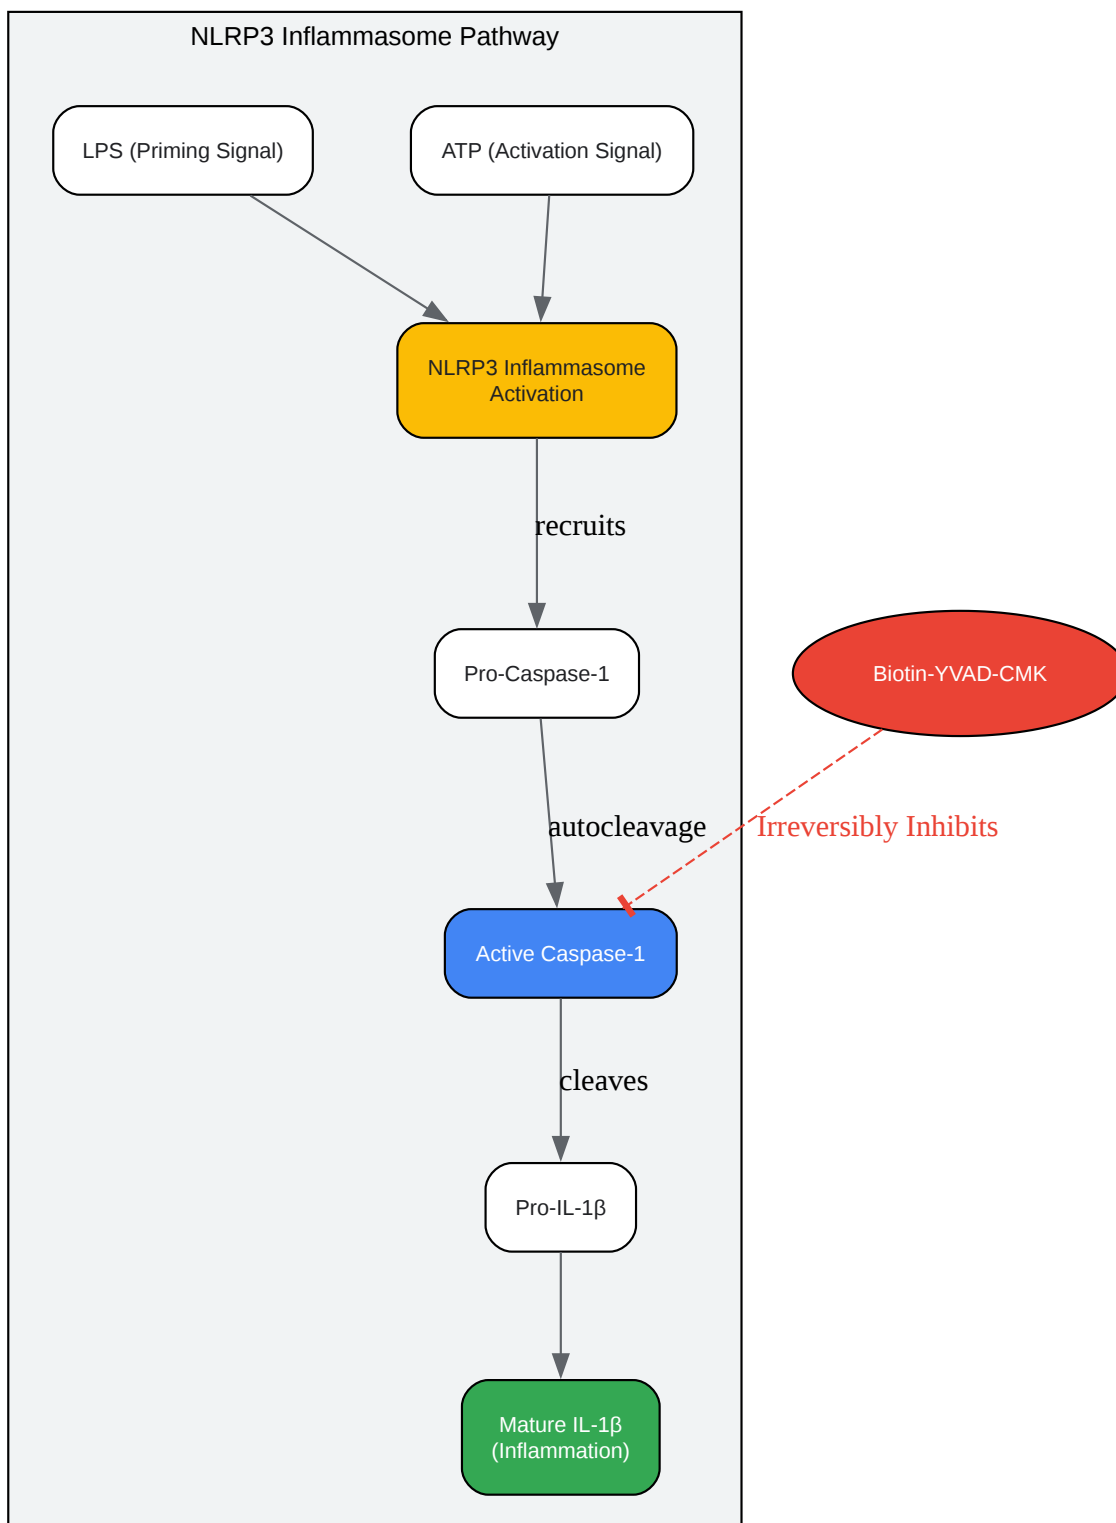 NLRP3 Inflammasome Pathway
LPS (Priming Signal)
ATP (Activation Signal)
NLRP3 Inflammasome
Activation
recruits
Pro-Caspase-1
Biotin-YVAD-CMK
autocleavage
Irreversibly Inhibits
Active Caspase-1
cleaves
Pro-IL-1β
Mature IL-1β
(Inflammation)